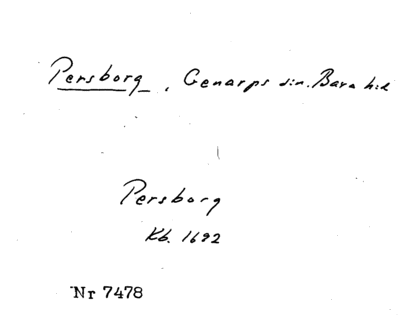 Persborg, Genarps sn. Bara hd
Persborg
Kb. 1692
Nr 7478